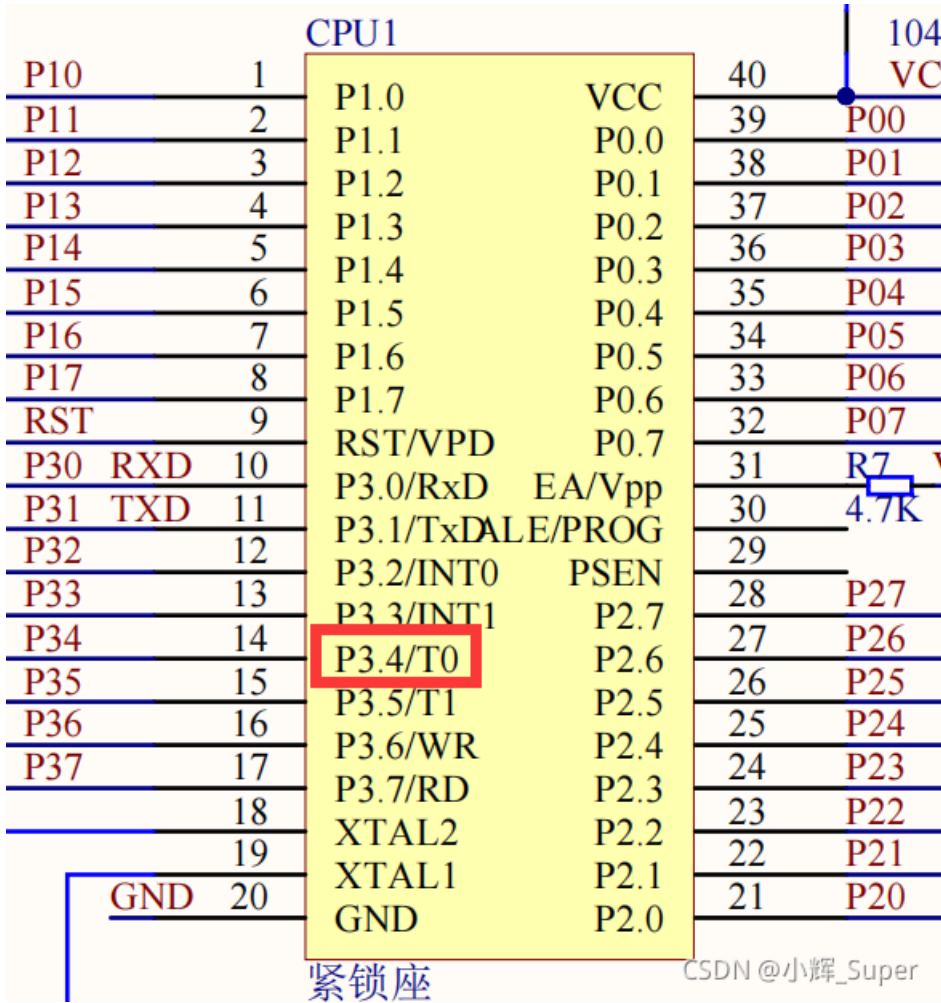 CPU1 104
P10 1 P1.0 VCC 40 VC
P11 2 P1.1 P0.0 39 P00
P12 3 P1.2 P0.1 38 P01
P13 4 P1.3 P0.2 37 P02
P14 5 P1.4 P0.3 36 P03
P15 6 P1.5 P0.4 35 P04
P16 7 P1.6 P0.5 34 P05
P17 8 P1.7 P0.6 33 P06
RST 9 RST/VPD P0.7 32 P07
P30 RXD 10 P3.0/RxD EA/Vpp 31 R7
P31 TXD 11 P3.1/TxD ALE/PROG 30 4.7K
P32 12 P3.2/INT0 PSEN 29
P33 13 P3.3/INT1 P2.7 28 P27
P34 14 P3.4/T0 P2.6 27 P26
P35 15 P3.5/T1 P2.5 26 P25
P36 16 P3.6/WR P2.4 25 P24
P37 17 P3.7/RD P2.3 24 P23
18 XTAL2 P2.2 23 P22
19 XTAL1 P2.1 22 P21
GND 20 GND P2.0 21 P20
紧锁座
CSDN @小辉_Super